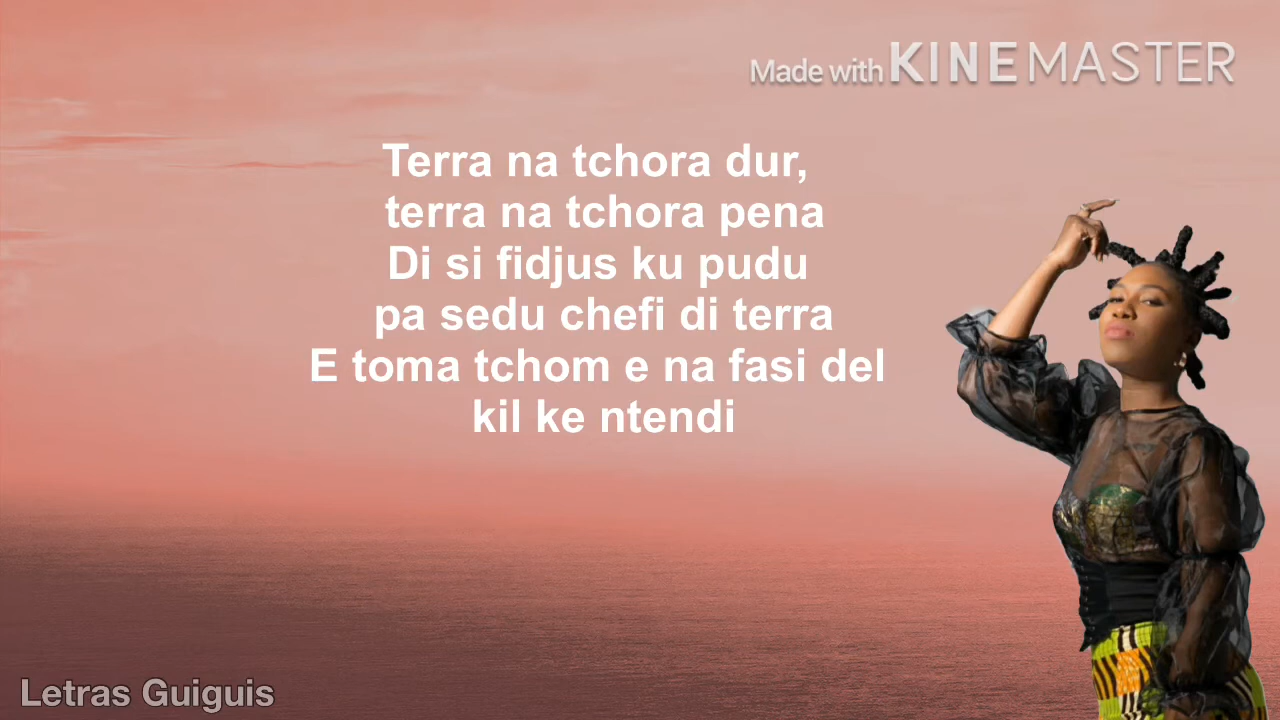 Made with KINEMASTER
Terra na tchora dur,
terra na tchora pena
Di si fidjus ku pudu
pa sedu chefi di terra
E toma tchom e na fasi del
kil ke ntendi
Letras Guiguis